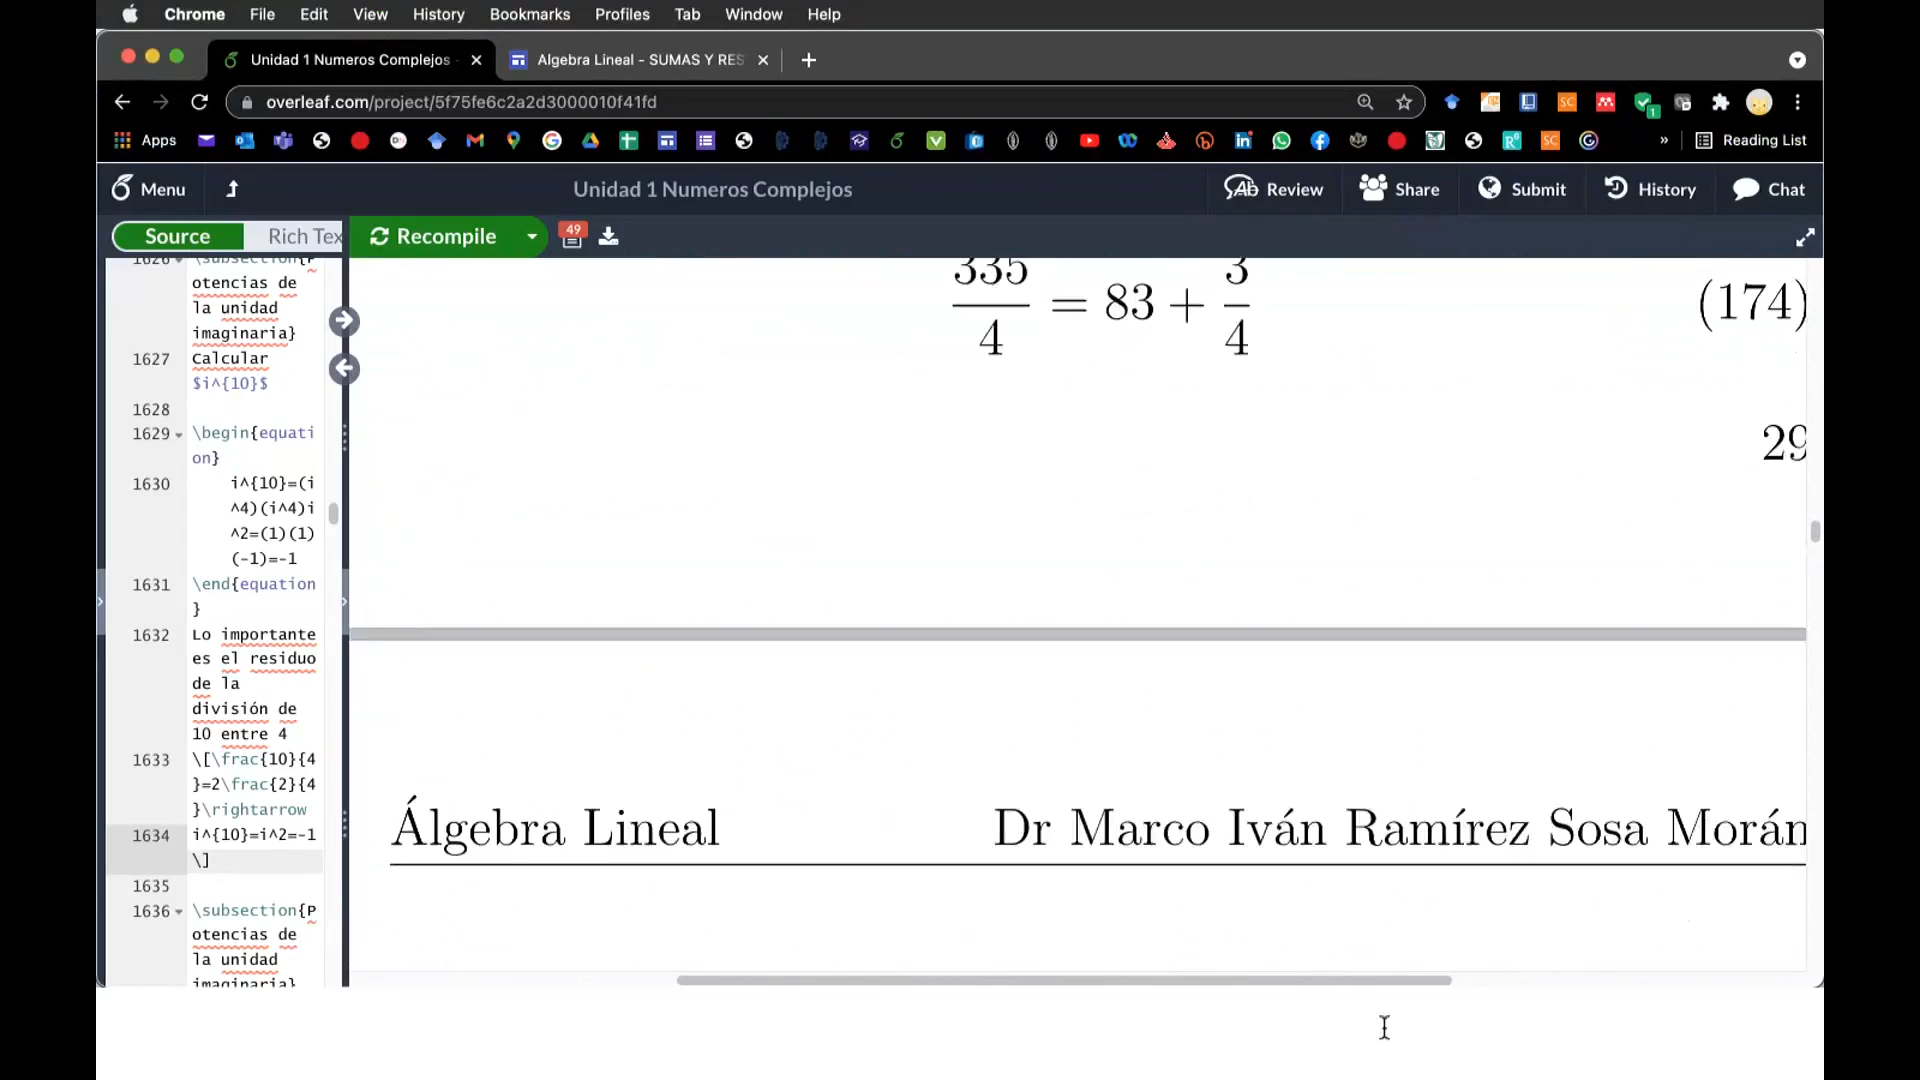 Chrome File Edit View History Bookmarks Profiles Tab Window Help
Unidad 1 Numeros Complejos
Algebra Lineal - SUMAS Y RES
overleaf.com/project/5f75fe6c2a2d3000010f41fd
Apps
Reading List
Menu
Unidad 1 Numeros Complejos
Review Share Submit History Chat
Source Rich Tex
Recompile 49
1626 \subsection{P
otencias de
la unidad
imaginaria}
1627 Calcular
$i^{10}$
1628
1629 \begin{equati
on}
1630 i^{10}=(i
^4)(i^4)i
^2=(1)(1)
(-1)=-1
1631 \end{equation
}
1632 Lo importante
es el residuo
de la
división de
10 entre 4
1633 \[\frac{10}{4
}=2\frac{2}{4
}\rightarrow
1634 i^{10}=i^2=-1
\]
1635
1636 \subsection{P
otencias de
la unidad
imaginaria}
335/4 = 83 + 3/4 (174)
29
Álgebra Lineal Dr Marco Iván Ramírez Sosa Morán